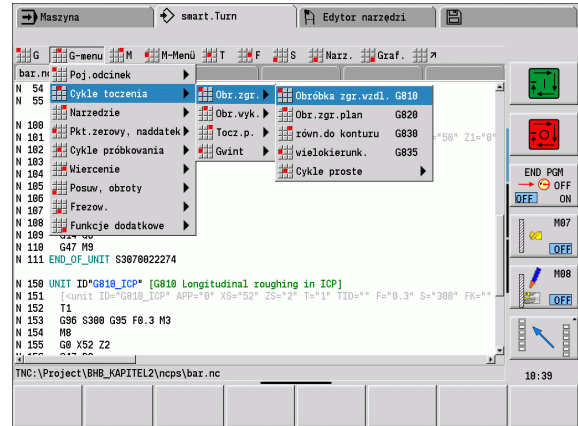 Maszyna
smart.Turn
Edytor narzędzi
G G-menu M M-Menü T F S Narz. Graf.
Poj.odcinek
Cykle toczenia
Narzedzie
Pkt.zerowy, naddatek
Cykle próbkowania
Wiercenie
Posuw, obroty
Frezow.
Funkcje dodatkowe
Obr.zgr.
Obr.wyk.
Tocz.p.
Gwint
Obróbka zgr.wzdl. G810
Obr.zgr.plan G820
równ.do konturu G830
wielokierunk. G835
Cykle proste
N 54
N 55
N 100
N 101 ="50" Z1="0"
N 102
N 103
N 104
N 105
N 106
N 107
N 108
N 109
N 110 G47 M9
N 111 END_OF_UNIT S3070022274
N 150 UNIT ID"G810_ICP" [G810 Longitudinal roughing in ICP]
N 151 [<unit ID="G810_ICP" APP="0" XS="52" ZS="2" T="1" TID="" F="0.3" S="300" FK=""
N 152 T1
N 153 G96 S300 G95 F0.3 M3
N 154 M8
N 155 G0 X52 Z2
TNC:\Project\BHB_KAPITEL2\ncps\bar.nc
END PGM
OFF
OFF ON
M07
OFF
M08
OFF
10:39